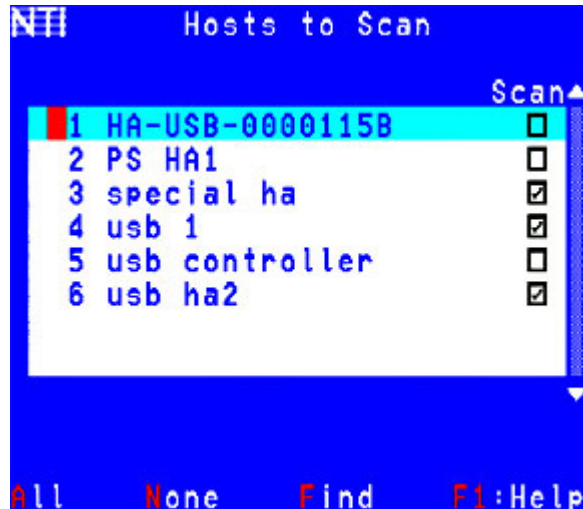 NTI Hosts to Scan
Scan
1 HA-USB-0000115B
2 PS HA1
3 special ha
4 usb 1
5 usb controller
6 usb ha2
All None Find F1:Help